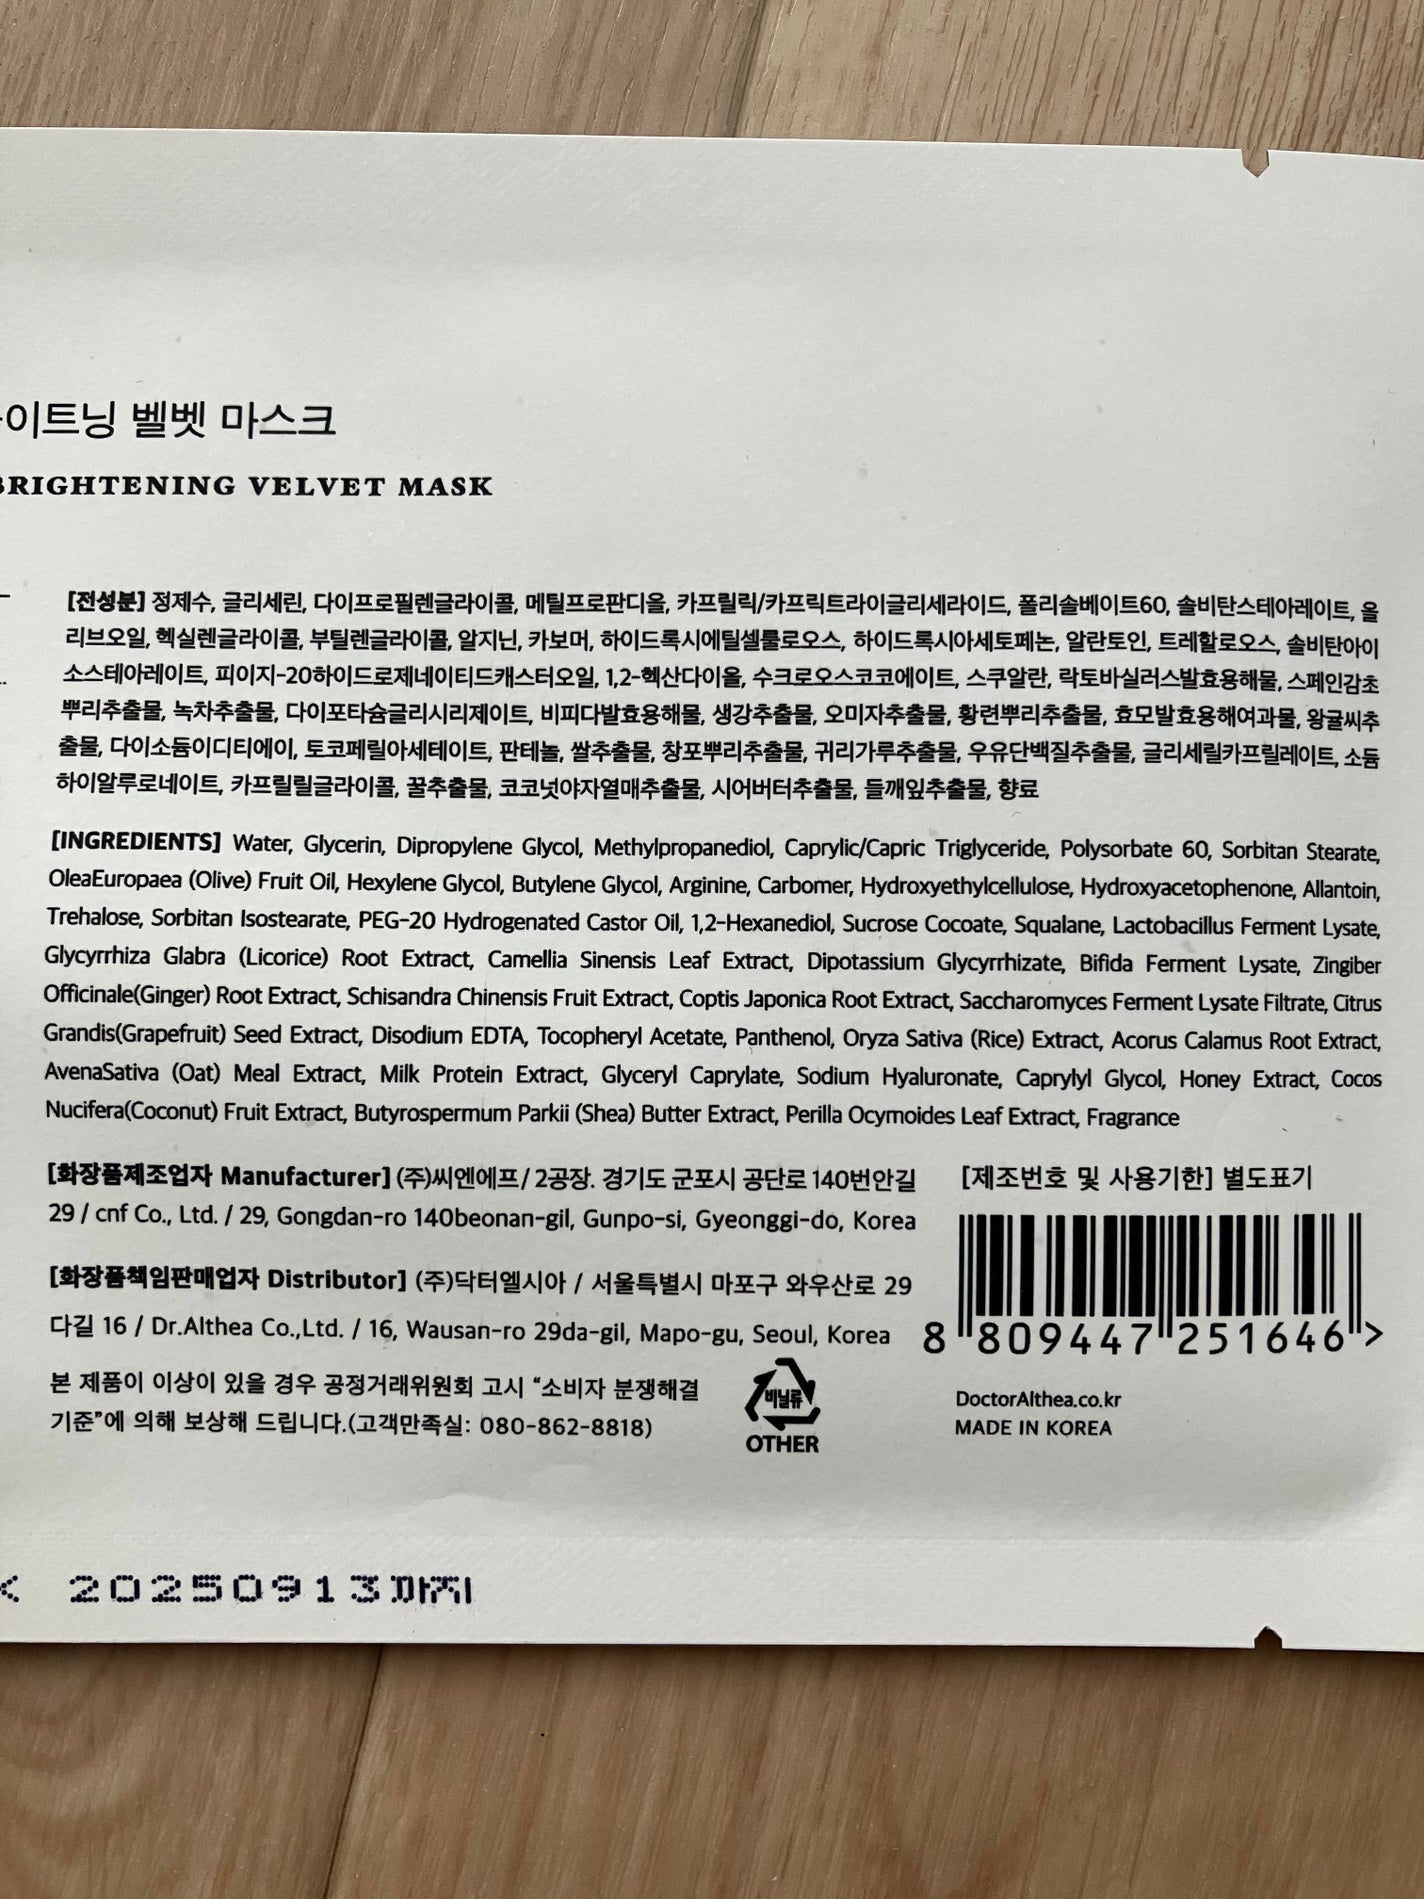 이트닝 벨벳 마스크
BRIGHTENING VELVET MASK
[전성분] 정제수, 글리세린, 다이프로필렌글라이콜, 메틸프로판디올, 카프릴릭/카프릭트라이글리세라이드, 폴리솔베이트60, 솔비탄스테아레이트, 올
리브오일, 헥실렌글라이콜, 부틸렌글라이콜, 알지닌, 카보머, 하이드록시에틸셀룰로오스, 하이드록시아세토페논, 알란토인, 트레할로오스, 솔비탄아이
소스테아레이트, 피이지-20하이드로제네이티드캐스터오일, 1,2-헥산다이올, 수크로오스코코에이트, 스쿠알란, 락토바실러스발효용해물, 스페인감초
뿌리추출물, 녹차추출물, 다이포타슘글리시리제이트, 비피다발효용해물, 생강추출물, 오미자추출물, 황련뿌리추출물, 효모발효용해여과물, 왕귤씨추
출물, 다이소듐이디티에이, 토코페릴아세테이트, 판테놀, 쌀추출물, 창포뿌리추출물, 귀리가루추출물, 우유단백질추출물, 글리세릴카프릴레이트, 소듐
하이알루로네이트, 카프릴릴글라이콜, 꿀추출물, 코코넛야자열매추출물, 시어버터추출물, 들깨잎추출물, 향료
[INGREDIENTS] Water, Glycerin, Dipropylene Glycol, Methylpropanediol, Caprylic/Capric Triglyceride, Polysorbate 60, Sorbitan Stearate,
OleaEuropaea (Olive) Fruit Oil, Hexylene Glycol, Butylene Glycol, Arginine, Carbomer, Hydroxyethylcellulose, Hydroxyacetophenone, Allantoin,
Trehalose, Sorbitan Isostearate, PEG-20 Hydrogenated Castor Oil, 1,2-Hexanediol, Sucrose Cocoate, Squalane, Lactobacillus Ferment Lysate,
Glycyrrhiza Glabra (Licorice) Root Extract, Camellia Sinensis Leaf Extract, Dipotassium Glycyrrhizate, Bifida Ferment Lysate, Zingiber
Officinale(Ginger) Root Extract, Schisandra Chinensis Fruit Extract, Coptis Japonica Root Extract, Saccharomyces Ferment Lysate Filtrate, Citrus
Grandis(Grapefruit) Seed Extract, Disodium EDTA, Tocopheryl Acetate, Panthenol, Oryza Sativa (Rice) Extract, Acorus Calamus Root Extract,
AvenaSativa (Oat) Meal Extract, Milk Protein Extract, Glyceryl Caprylate, Sodium Hyaluronate, Caprylyl Glycol, Honey Extract, Cocos
Nucifera(Coconut) Fruit Extract, Butyrospermum Parkii (Shea) Butter Extract, Perilla Ocymoides Leaf Extract, Fragrance
[화장품제조업자 Manufacturer] (주)씨엔에프/ 2공장. 경기도 군포시 공단로140번안길
29 / cnf Co., Ltd. / 29, Gongdan-ro 140beonan-gil, Gunpo-si, Gyeonggi-do, Korea
[화장품책임판매업자 Distributor] (주)닥터엘시아 / 서울특별시 마포구 와우산로 29
다길 16 / Dr.Althea Co.,Ltd. / 16, Wausan-ro 29da-gil, Mapo-gu, Seoul, Korea
본 제품이 이상이 있을 경우 공정거래위원회 고시 “소비자 분쟁해결
기준”에 의해 보상해 드립니다.(고객만족실: 080-862-8818)
비닐류
OTHER
[제조번호 및 사용기한] 별도표기
8 809447 251646 >
DoctorAlthea.co.kr
MADE IN KOREA
20250913까지